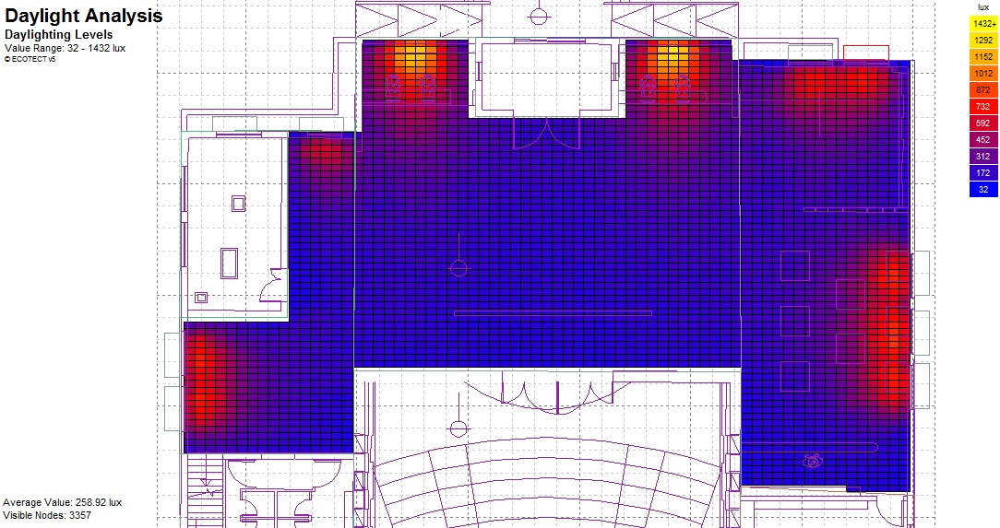 Daylight Analysis
Daylighting Levels
Value Range: 32 - 1432 lux
© ECOTECT v5
lux
1432+
1292
1152
1012
872
732
592
452
312
172
32
Average Value: 258.92 lux
Visible Nodes: 3357